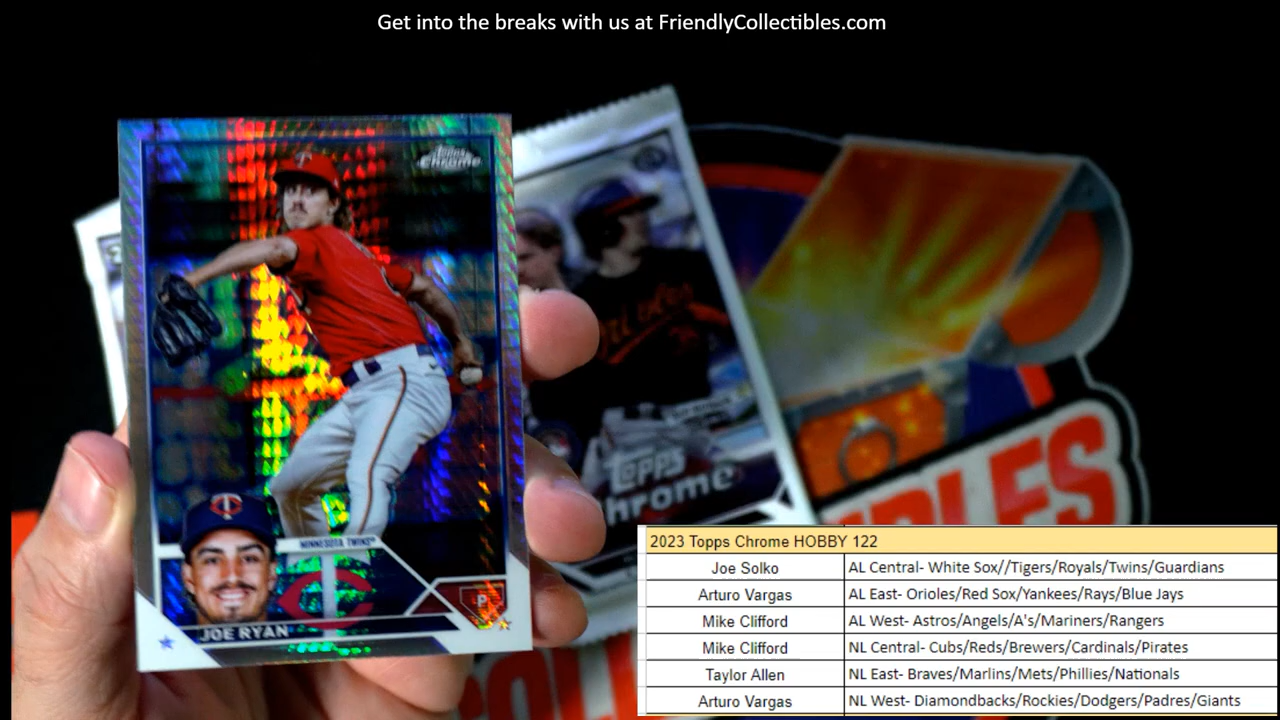 Get into the breaks with us at FriendlyCollectibles.com
Topps
Chrome
MINNESOTA TWINS
P
JOE RYAN
Topps
Chrome
2023 Topps Chrome HOBBY 122
Joe Solko AL Central- White Sox//Tigers/Royals/Twins/Guardians
Arturo Vargas AL East- Orioles/Red Sox/Yankees/Rays/Blue Jays
Mike Clifford AL West- Astros/Angels/A's/Mariners/Rangers
Mike Clifford NL Central- Cubs/Reds/Brewers/Cardinals/Pirates
Taylor Allen NL East- Braves/Marlins/Mets/Phillies/Nationals
Arturo Vargas NL West- Diamondbacks/Rockies/Dodgers/Padres/Giants